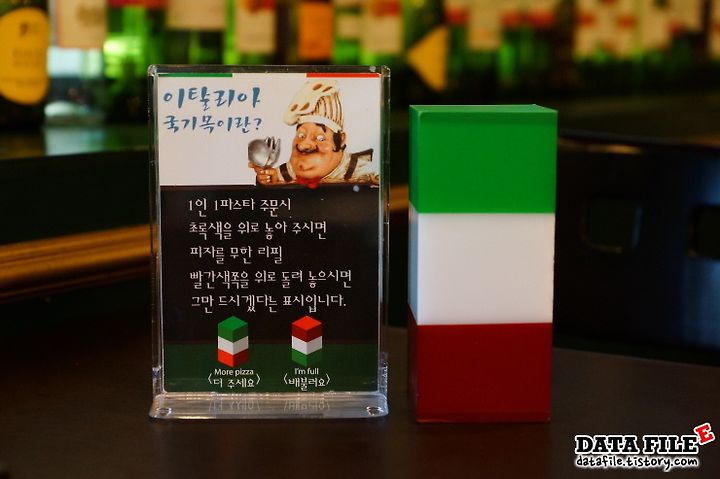 이탈리아
국기목이란?
1인 1파스타 주문시
초록색을 위로 놓아 주시면
피자를 무한 리필
빨간색쪽을 위로 돌려 놓으시면
그만 드시겠다는 표시입니다.
More pizza
<더 주세요>
I'm full
<배불러요>
DATA FILE E
datafile.tistory.com